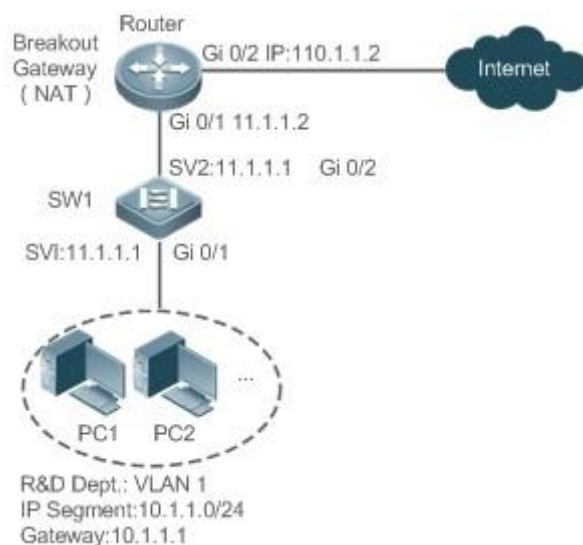 Router
Breakout
Gateway
( NAT )
Gi 0/2 IP:110.1.1.2
Internet
Gi 0/1 11.1.1.2
SV2:11.1.1.1 Gi 0/2
SW1
SVI:11.1.1.1 Gi 0/1
...
PC1 PC2
R&D Dept.: VLAN 1
IP Segment:10.1.1.0/24
Gateway:10.1.1.1